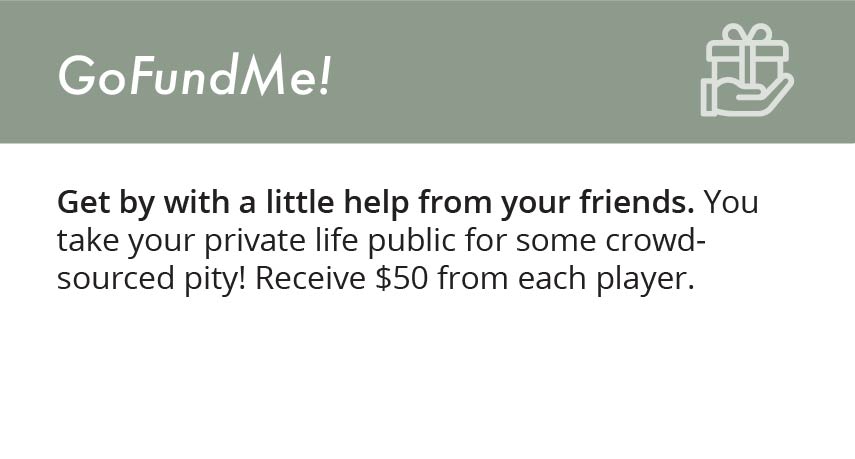 GoFundMe!
Get by with a little help from your friends. You
take your private life public for some crowd-
sourced pity! Receive $50 from each player.